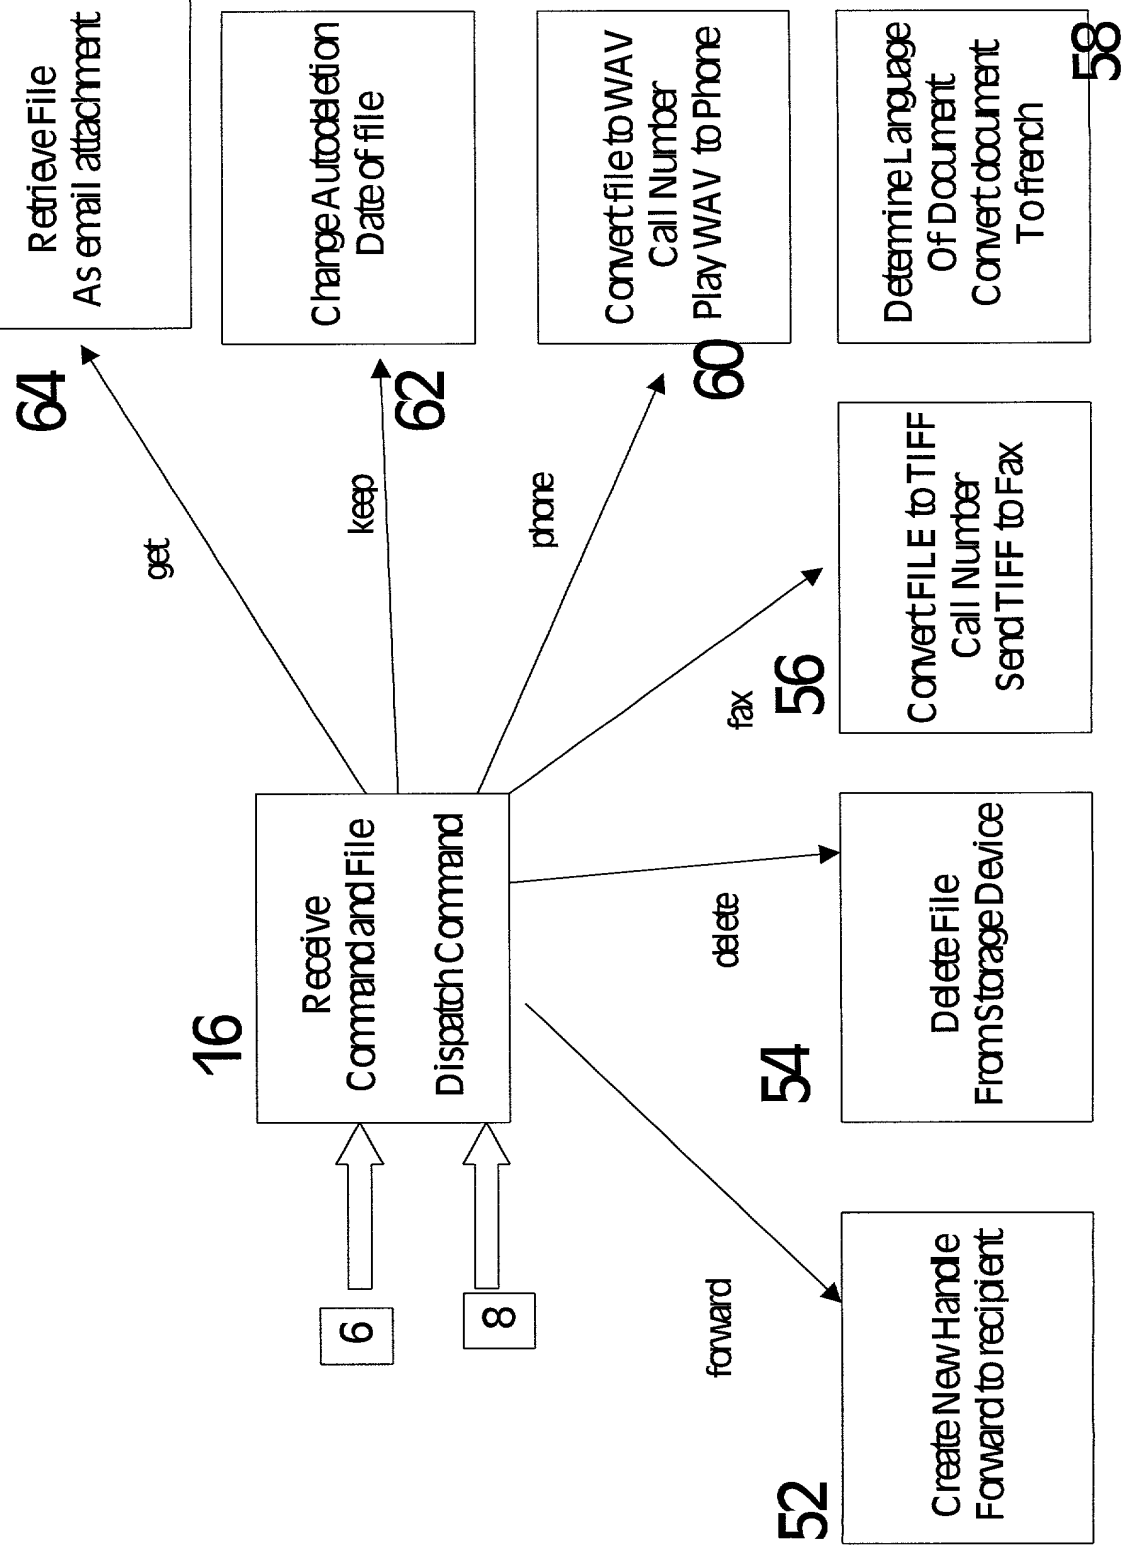 16
Receive
Command and File
Dispatch Command
6
8
get
64
Retrieve File
As email attachment
keep
62
Change Autodeletion
Date of file
phone
60
Convert file to WAV
Call Number
Play WAV to Phone
58
Determine Language
Of Document
Convert document
To french
fax
56
Convert FILE to TIFF
Call Number
Send TIFF to Fax
delete
54
Delete File
From Storage Device
forward
52
Create New Handle
Forward to recipient